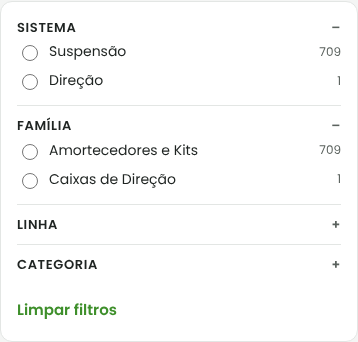 SISTEMA −
Suspensão 709
Direção 1
FAMÍLIA −
Amortecedores e Kits 709
Caixas de Direção 1
LINHA +
CATEGORIA +
Limpar filtros